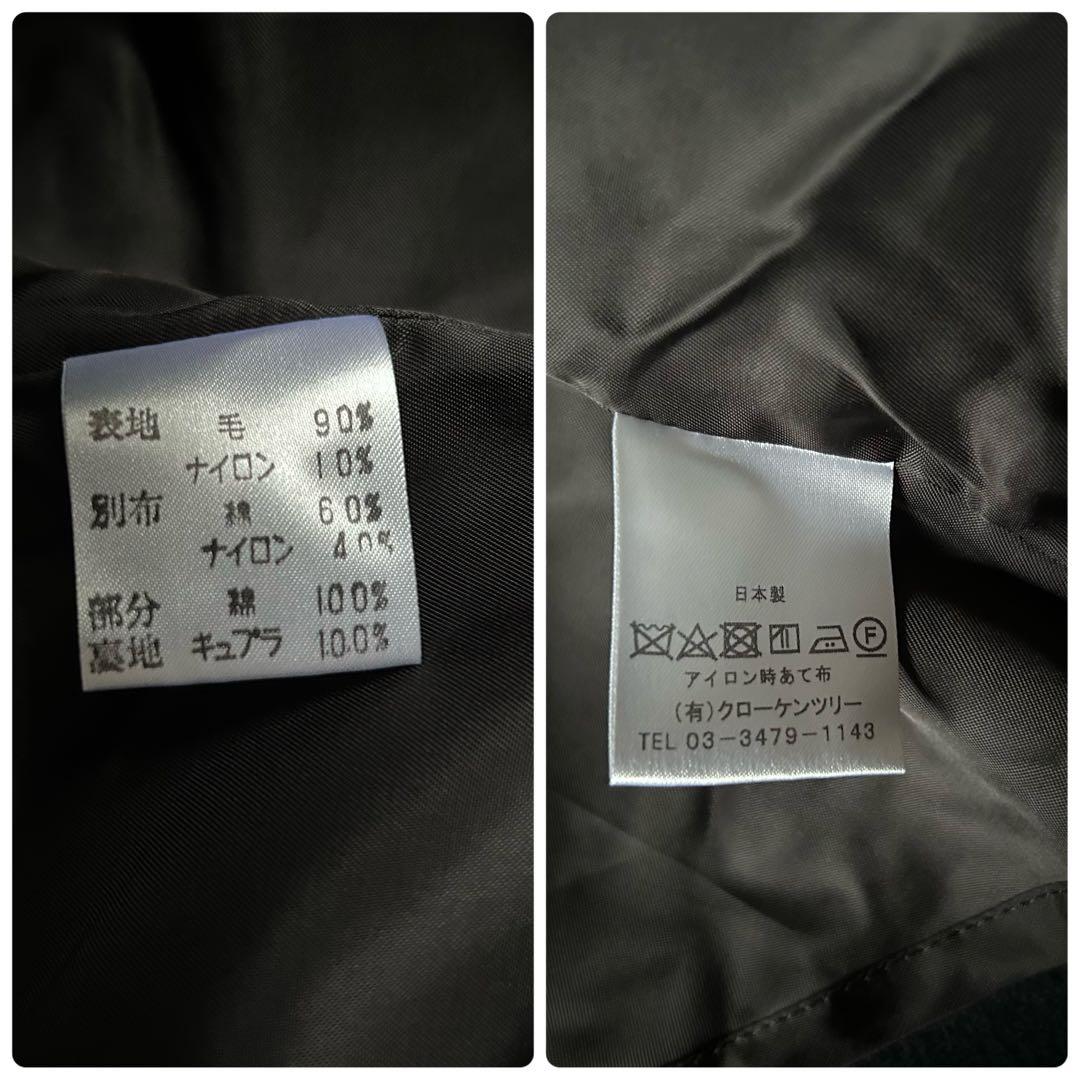 表地 毛 90%
ナイロン 10%
別布 綿 60%
ナイロン 40%
部分 綿 100%
裏地 キュプラ 100%
日本製
F
アイロン時あて布
(有)クローケンツリー
TEL 03-3479-1143